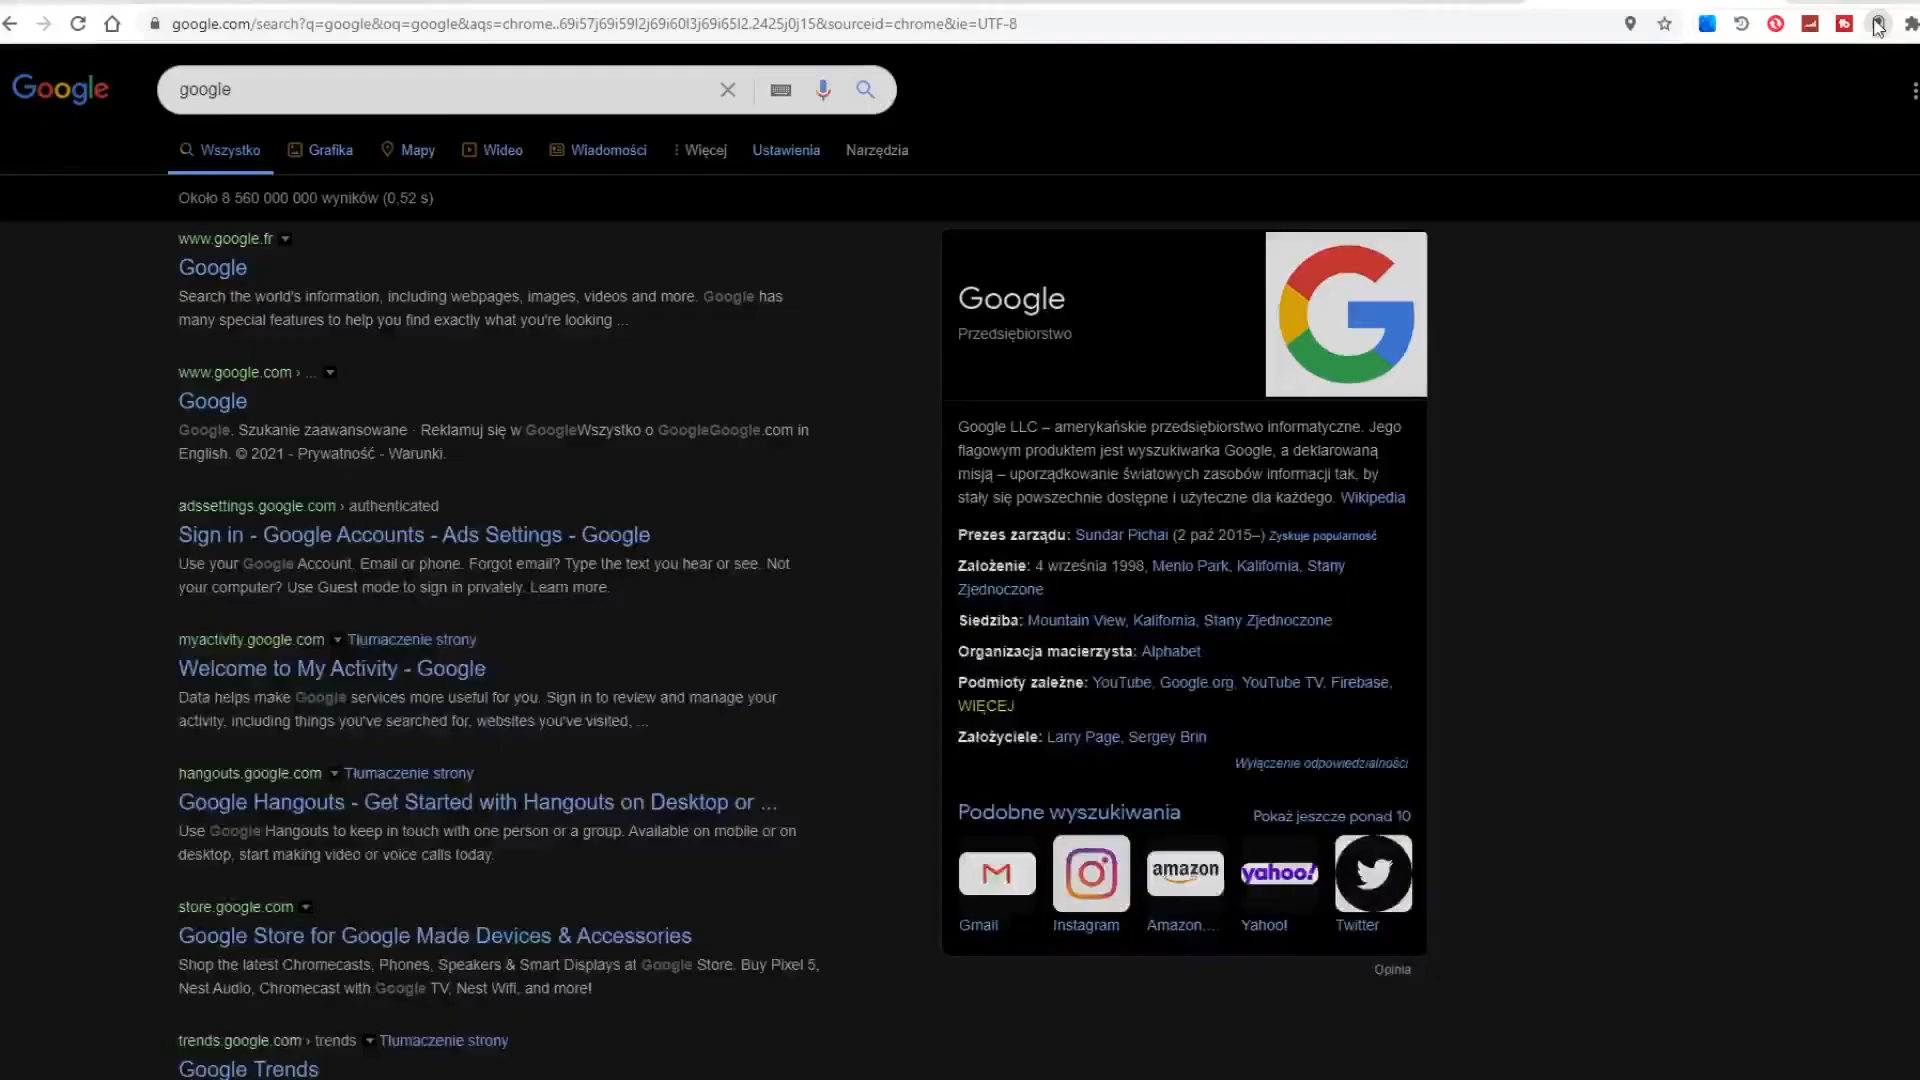 google.com/search?q=google&oq=google&aqs=chrome..69i57j69i59l2j69i60l3j69i65l2.2425j0j15&sourceid=chrome&ie=UTF-8
Google
google
Wszystko
Grafika
Mapy
Wideo
Wiadomości
Więcej
Ustawienia
Narzędzia
Około 8 560 000 000 wyników (0,52 s)
www.google.fr
Google
Search the world's information, including webpages, images, videos and more. Google has
many special features to help you find exactly what you're looking ...
www.google.com › ...
Google
Google. Szukanie zaawansowane · Reklamuj się w GoogleWszystko o GoogleGoogle.com in
English. © 2021 - Prywatność - Warunki.
adssettings.google.com › authenticated
Sign in - Google Accounts - Ads Settings - Google
Use your Google Account. Email or phone. Forgot email? Type the text you hear or see. Not
your computer? Use Guest mode to sign in privately. Learn more.
myactivity.google.com Tłumaczenie strony
Welcome to My Activity - Google
Data helps make Google services more useful for you. Sign in to review and manage your
activity, including things you've searched for, websites you've visited, ...
hangouts.google.com Tłumaczenie strony
Google Hangouts - Get Started with Hangouts on Desktop or ...
Use Google Hangouts to keep in touch with one person or a group. Available on mobile or on
desktop, start making video or voice calls today.
store.google.com
Google Store for Google Made Devices & Accessories
Shop the latest Chromecasts, Phones, Speakers & Smart Displays at Google Store. Buy Pixel 5,
Nest Audio, Chromecast with Google TV, Nest Wifi, and more!
trends.google.com › trends Tłumaczenie strony
Google Trends
Google
Przedsiębiorstwo
Google LLC – amerykańskie przedsiębiorstwo informatyczne. Jego
flagowym produktem jest wyszukiwarka Google, a deklarowaną
misją – uporządkowanie światowych zasobów informacji tak, by
stały się powszechnie dostępne i użyteczne dla każdego. Wikipedia
Prezes zarządu: Sundar Pichai (2 paź 2015–) Zyskuje popularność
Założenie: 4 września 1998, Menlo Park, Kalifornia, Stany
Zjednoczone
Siedziba: Mountain View, Kalifornia, Stany Zjednoczone
Organizacja macierzysta: Alphabet
Podmioty zależne: YouTube, Google.org, YouTube TV, Firebase,
WIĘCEJ
Założyciele: Larry Page, Sergey Brin
Wyłączenie odpowiedzialności
Podobne wyszukiwania
Pokaż jeszcze ponad 10
amazon
yahoo!
Gmail
Instagram
Amazon....
Yahoo!
Twitter
Opinia